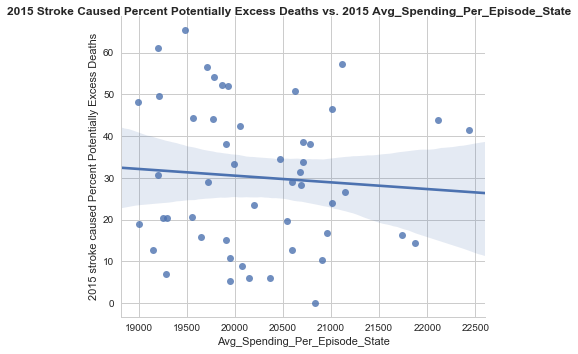 2015 Stroke Caused Percent Potentially Excess Deaths vs. 2015 Avg_Spending_Per_Episode_State
2015 stroke caused Percent Potentially Excess Deaths
60
50
40
30
20
10
0
19000 19500 20000 20500 21000 21500 22000 22500
Avg_Spending_Per_Episode_State